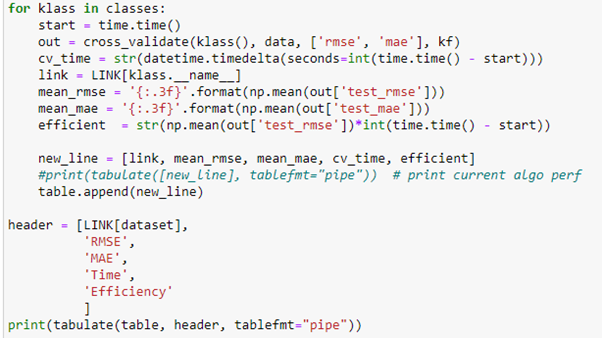 for klass in classes:
    start = time.time()
    out = cross_validate(klass(), data, ['rmse', 'mae'], kf)
    cv_time = str(datetime.timedelta(seconds=int(time.time() - start)))
    link = LINK[klass.__name__]
    mean_rmse = '{:.3f}'.format(np.mean(out['test_rmse']))
    mean_mae = '{:.3f}'.format(np.mean(out['test_mae']))
    efficient  = str(np.mean(out['test_rmse'])*int(time.time() - start))

    new_line = [link, mean_rmse, mean_mae, cv_time, efficient]
    #print(tabulate([new_line], tablefmt="pipe"))  # print current algo perf
    table.append(new_line)

header = [LINK[dataset],
          'RMSE',
          'MAE',
          'Time',
          'Efficiency'
          ]
print(tabulate(table, header, tablefmt="pipe"))